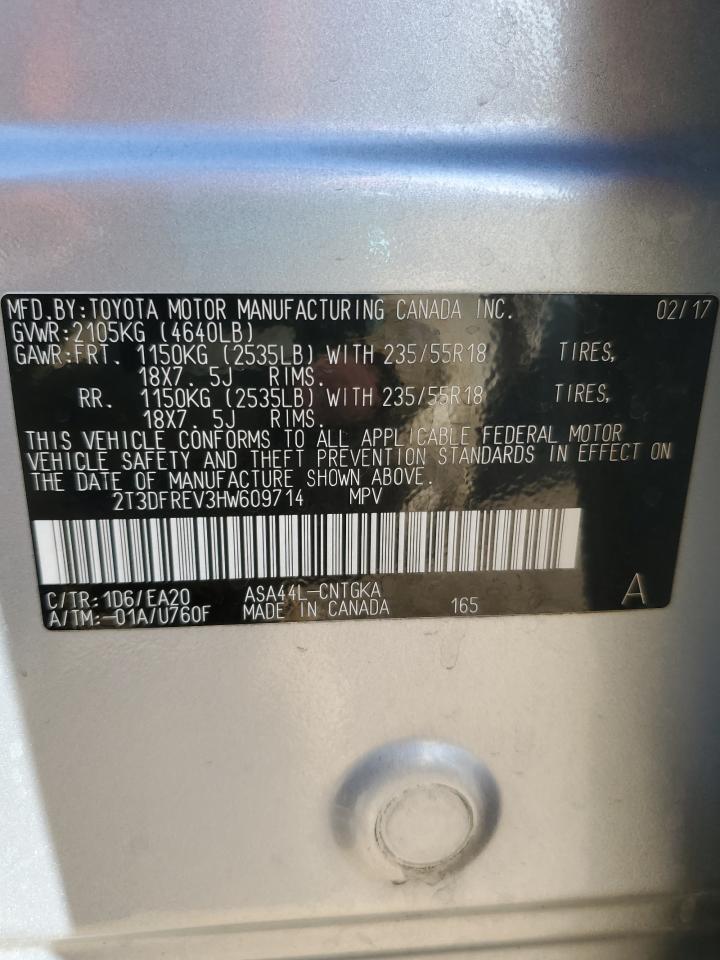 MFD.BY:TOYOTA MOTOR MANUFACTURING CANADA INC. 02/17
GVWR:2105KG (4640LB)
GAWR:FRT. 1150KG (2535LB) WITH 235/55R18 TIRES,
18X7. 5J RIMS.
RR. 1150KG (2535LB) WITH 235/55R18 TIRES,
18X7. 5J RIMS.
THIS VEHICLE CONFORMS TO ALL APPLICABLE FEDERAL MOTOR
VEHICLE SAFETY AND THEFT PREVENTION STANDARDS IN EFFECT ON
THE DATE OF MANUFACTURE SHOWN ABOVE.
2T3DFREV3HW609714 MPV
C/TR:1D6/EA20 ASA44L-CNTGKA
A/TM:-01A/U760F MADE IN CANADA 165 A